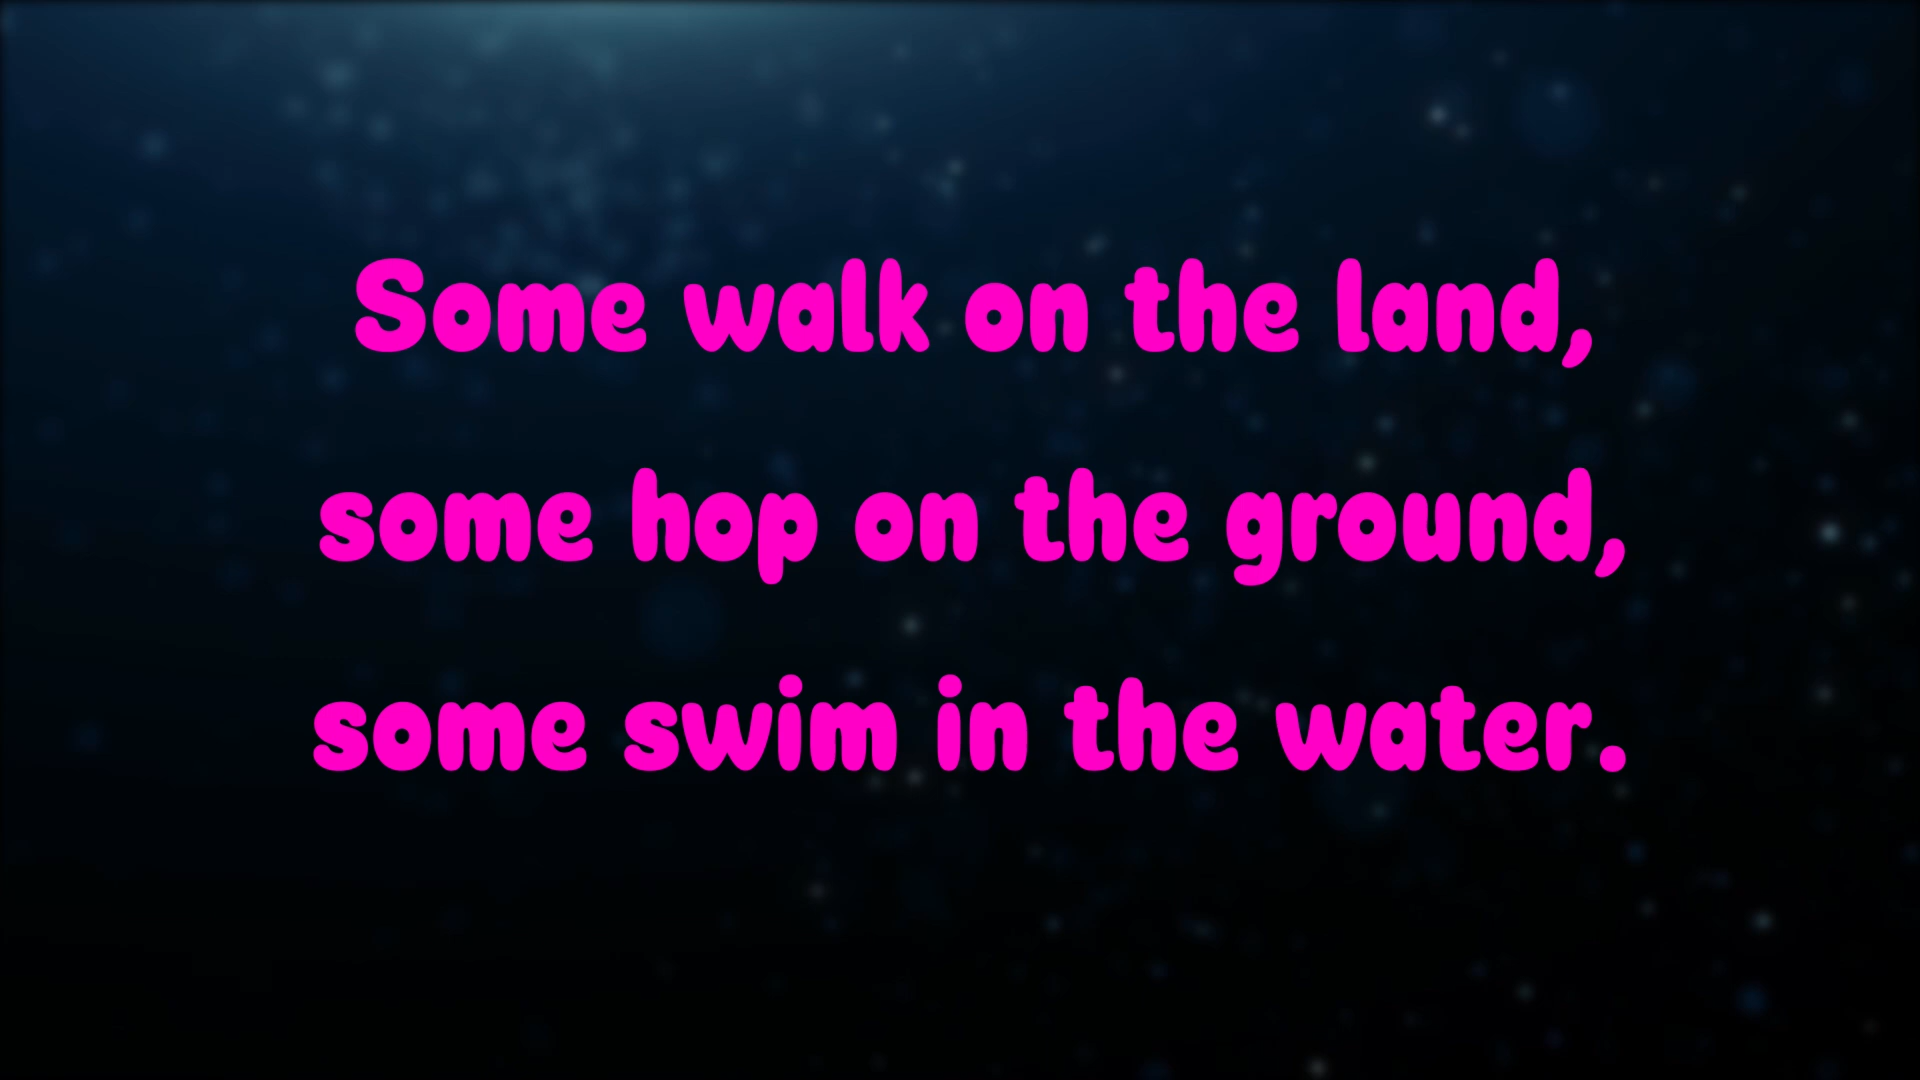 Some walk on the land,
some hop on the ground,
some swim in the water.